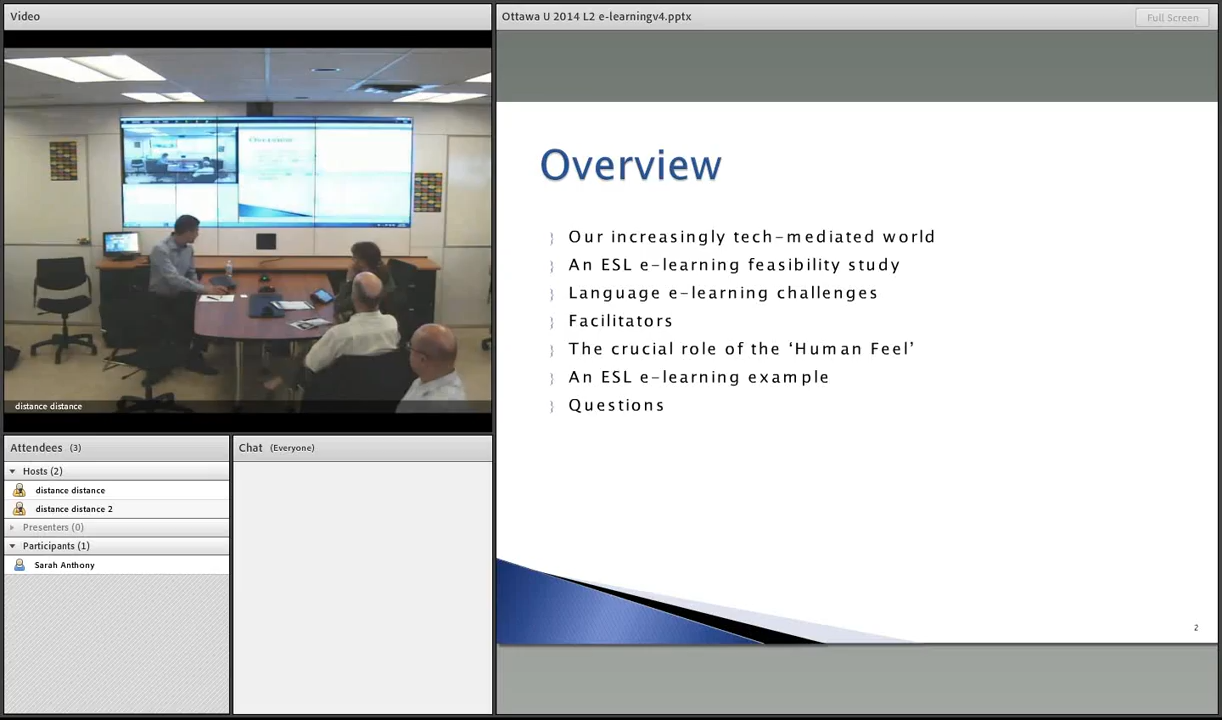 Video
Ottawa U 2014 L2 e-learningv4.pptx
Full Screen
Overview
Our increasingly tech-mediated world
An ESL e-learning feasibility study
Language e-learning challenges
Facilitators
The crucial role of the ‘Human Feel’
An ESL e-learning example
Questions
2
Overview
distance distance
Attendees (3)
Hosts (2)
distance distance
distance distance 2
Presenters (0)
Participants (1)
Sarah Anthony
Chat (Everyone)